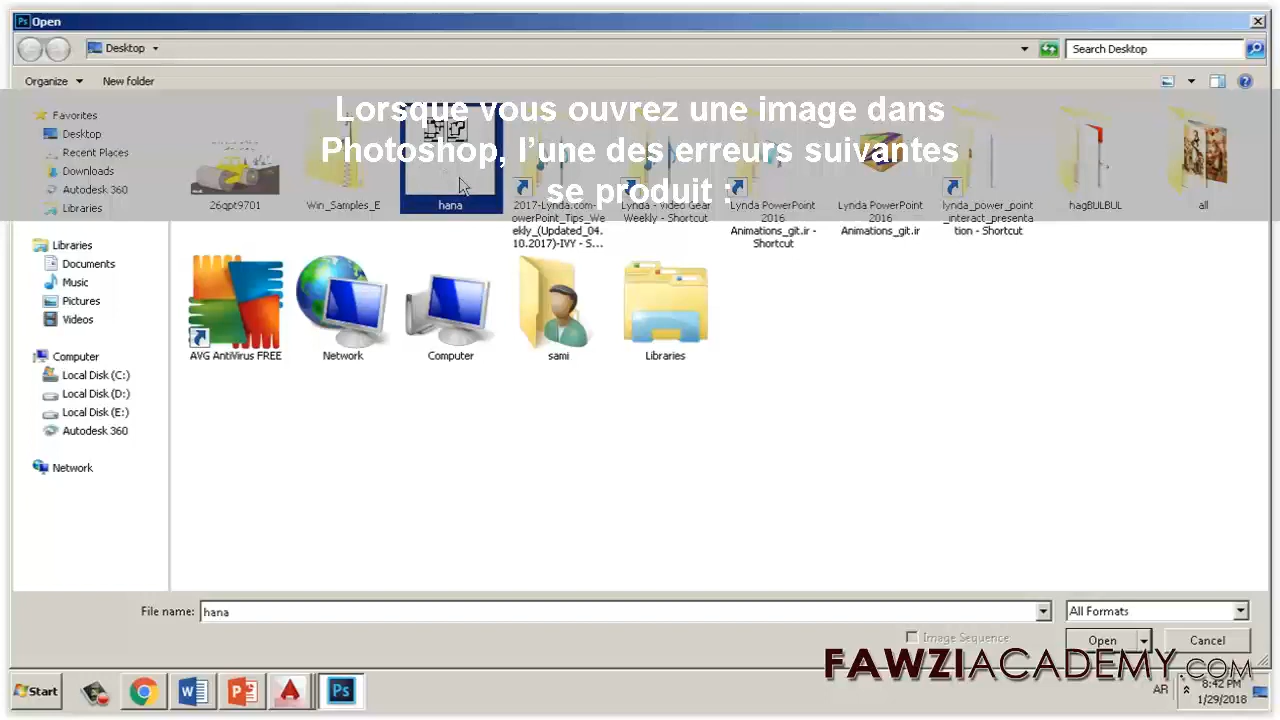 Open
Desktop
Search Desktop
Organize
New folder
Lorsque vous ouvrez une image dans
Photoshop, l’une des erreurs suivantes
se produit :
Favorites
Desktop
Recent Places
Downloads
Autodesk 360
Libraries
Libraries
Documents
Music
Pictures
Videos
Computer
Local Disk (C:)
Local Disk (D:)
Local Disk (E:)
Autodesk 360
Network
26qpt9701
Win_Samples_E
hana
2017-Lynda.com-
owerPoint_Tips_We
ekly_(Updated_04.
10.2017)-IVY - S...
Lynda - Video Gear
Weekly - Shortcut
Lynda PowerPoint
2016
Animations_git.ir -
Shortcut
Lynda PowerPoint
2016
Animations_git.ir
lynda_power_point
_interact_presenta
tion - Shortcut
hagBULBUL
all
AVG AntiVirus FREE
Network
Computer
sami
Libraries
File name:
hana
All Formats
Image Sequence
Open
Cancel
FAWZIACADEMY.COM
Start
Ps
AR
8:42 PM
1/29/2018